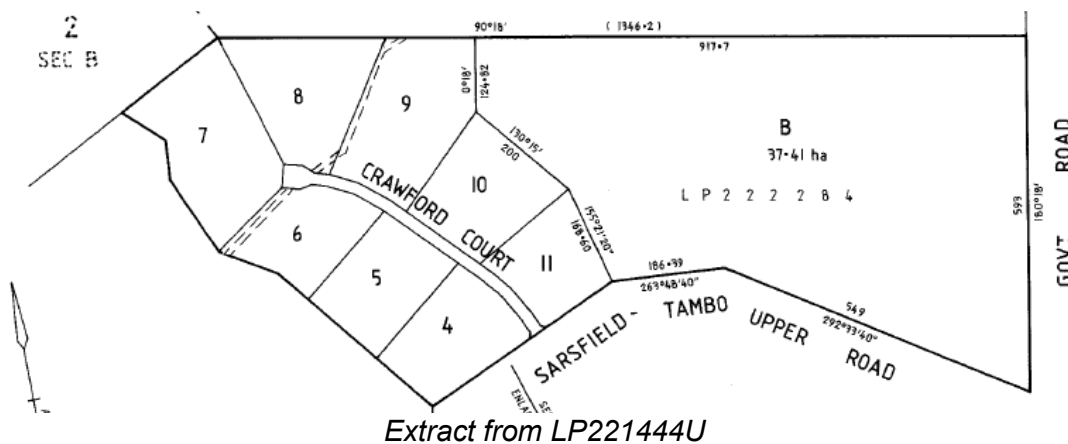 2
SEC B
90°18'
( 1346·2 )
917·7
0°18'
124·82
8
9
7
130°15'
200
B
37·41 ha
L P 2 2 2 2 8 4
GOVT ROAD
599
180°18'
10
CRAWFORD COURT
155°21'20"
168·60
6
11
5
4
186·39
263°48'40"
549
292°33'40"
SARSFIELD - TAMBO UPPER ROAD
Extract from LP221444U